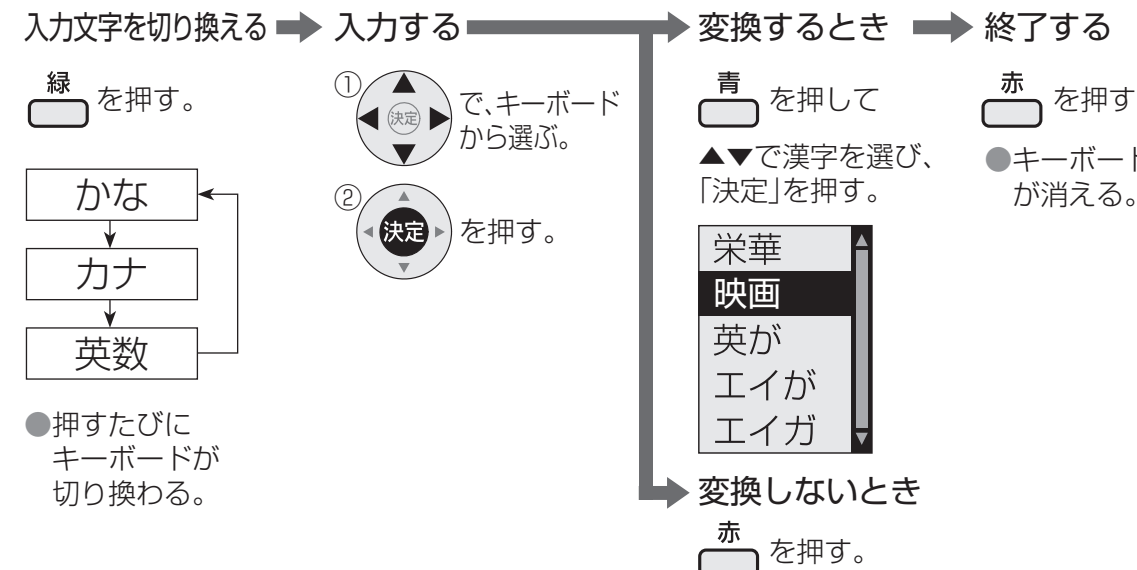 入力文字を切り換える
緑
を押す。
かな
カナ
英数
●押すたびに
キーボードが
切り換わる。
入力する
①
決定
で、キーボード
から選ぶ。
②
決定
を押す。
変換するとき
青
を押して
▲▼で漢字を選び、
「決定」を押す。
栄華
映画
英が
エイが
エイガ
変換しないとき
赤
を押す。
終了する
赤
を押す
●キーボード
が消える。